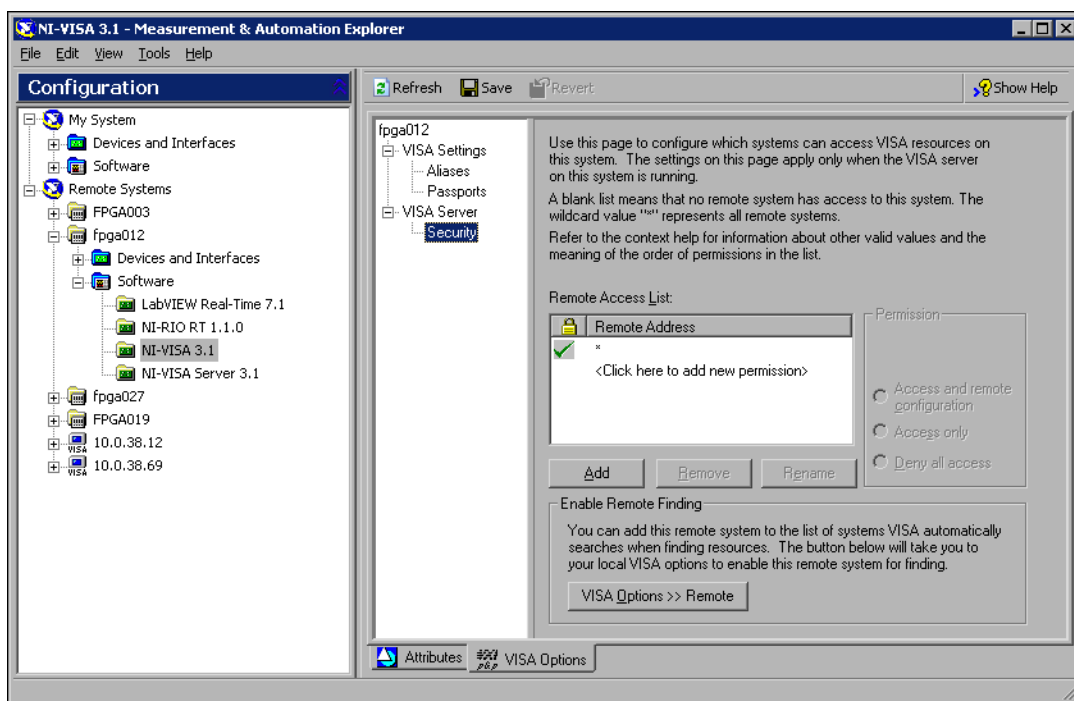 NI-VISA 3.1 - Measurement & Automation Explorer
File Edit View Tools Help
Configuration
My System
Devices and Interfaces
Software
Remote Systems
FPGA003
fpga012
Devices and Interfaces
Software
LabVIEW Real-Time 7.1
NI-RIO RT 1.1.0
NI-VISA 3.1
NI-VISA Server 3.1
fpga027
FPGA019
VISA 10.0.38.12
VISA 10.0.38.69
Refresh Save Revert Show Help
fpga012
VISA Settings
Aliases
Passports
VISA Server
Security
Use this page to configure which systems can access VISA resources on
this system. The settings on this page apply only when the VISA server
on this system is running.
A blank list means that no remote system has access to this system. The
wildcard value "*" represents all remote systems.
Refer to the context help for information about other valid values and the
meaning of the order of permissions in the list.
Remote Access List:
Remote Address
*
<Click here to add new permission>
Permission
Access and remote
configuration
Access only
Deny all access
Add Remove Rename
Enable Remote Finding
You can add this remote system to the list of systems VISA automatically
searches when finding resources. The button below will take you to
your local VISA options to enable this remote system for finding.
VISA Options >> Remote
Attributes VISA Options